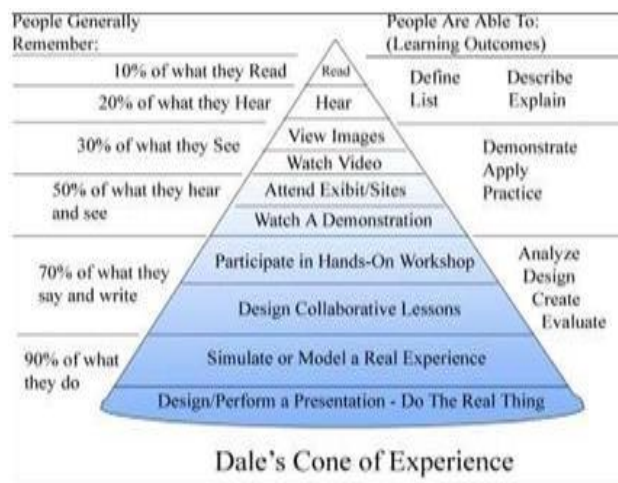 People Generally
Remember:
10% of what they Read
20% of what they Hear
30% of what they See
50% of what they hear
and see
70% of what they
say and write
90% of what
they do
Read
Hear
View Images
Watch Video
Attend Exibit/Sites
Watch A Demonstration
Participate in Hands-On Workshop
Design Collaborative Lessons
Simulate or Model a Real Experience
Design/Perform a Presentation - Do The Real Thing
People Are Able To:
(Learning Outcomes)
Define Describe
List Explain
Demonstrate
Apply
Practice
Analyze
Design
Create
Evaluate
Dale's Cone of Experience